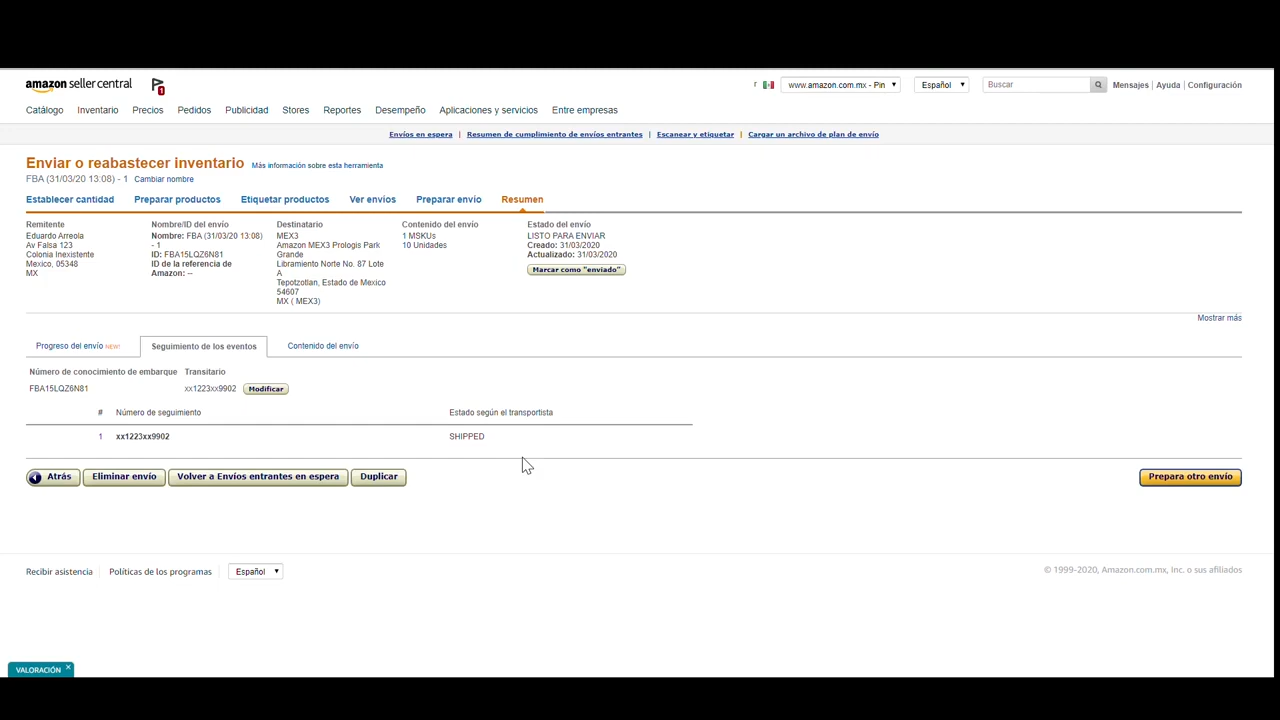 amazon seller central
1
www.amazon.com.mx - Pin
Español
Buscar
Mensajes | Ayuda | Configuración
Catálogo Inventario Precios Pedidos Publicidad Stores Reportes Desempeño Aplicaciones y servicios Entre empresas
Envíos en espera | Resumen de cumplimiento de envíos entrantes | Escanear y etiquetar | Cargar un archivo de plan de envío
Enviar o reabastecer inventario Más información sobre esta herramienta
FBA (31/03/20 13:08) - 1 Cambiar nombre
Establecer cantidad Preparar productos Etiquetar productos Ver envíos Preparar envío Resumen
Remitente
Eduardo Arreola
Av Falsa 123
Colonia Inexistente
Mexico, 05348
MX
Nombre/ID del envío
Nombre: FBA (31/03/20 13:08)
- 1
ID: FBA15LQZ6N81
ID de la referencia de
Amazon: --
Destinatario
MEX3
Amazon MEX3 Prologis Park
Grande
Libramiento Norte No. 87 Lote
A
Tepotzotlan, Estado de Mexico
54607
MX ( MEX3)
Contenido del envío
1 MSKUs
10 Unidades
Estado del envío
LISTO PARA ENVIAR
Creado: 31/03/2020
Actualizado: 31/03/2020
Marcar como "enviado"
Mostrar más
Progreso del envío NEW! Seguimiento de los eventos Contenido del envío
Número de conocimiento de embarque Transitario
FBA15LQZ6N81 xx1223xx9902 Modificar
# Número de seguimiento Estado según el transportista
1 xx1223xx9902 SHIPPED
Atrás Eliminar envío Volver a Envíos entrantes en espera Duplicar Prepara otro envío
Recibir asistencia Políticas de los programas Español
© 1999-2020, Amazon.com.mx, Inc. o sus afiliados
VALORACIÓN